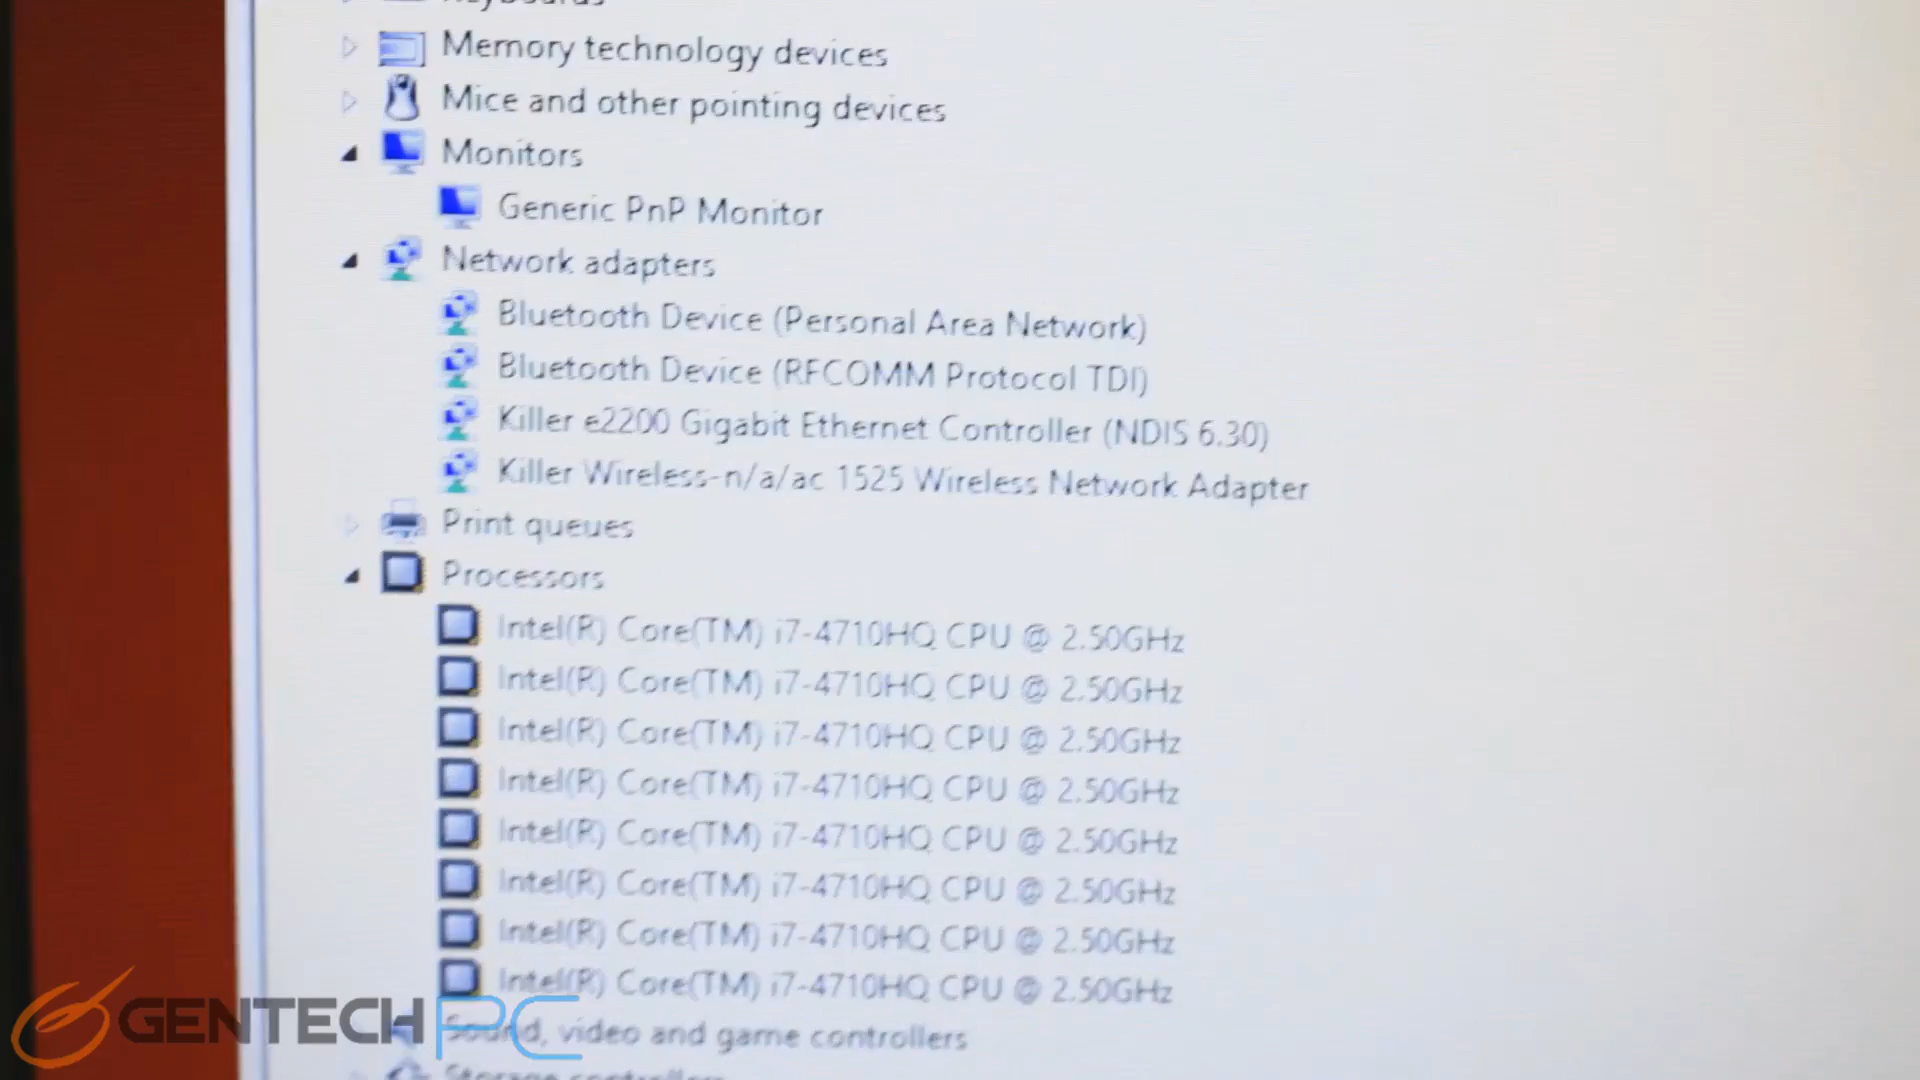 Keyboards
Memory technology devices
Mice and other pointing devices
Monitors
Generic PnP Monitor
Network adapters
Bluetooth Device (Personal Area Network)
Bluetooth Device (RFCOMM Protocol TDI)
Killer e2200 Gigabit Ethernet Controller (NDIS 6.30)
Killer Wireless-n/a/ac 1525 Wireless Network Adapter
Print queues
Processors
Intel(R) Core(TM) i7-4710HQ CPU @ 2.50GHz
Intel(R) Core(TM) i7-4710HQ CPU @ 2.50GHz
Intel(R) Core(TM) i7-4710HQ CPU @ 2.50GHz
Intel(R) Core(TM) i7-4710HQ CPU @ 2.50GHz
Intel(R) Core(TM) i7-4710HQ CPU @ 2.50GHz
Intel(R) Core(TM) i7-4710HQ CPU @ 2.50GHz
Intel(R) Core(TM) i7-4710HQ CPU @ 2.50GHz
Intel(R) Core(TM) i7-4710HQ CPU @ 2.50GHz
GENTECH PC
Sound, video and game controllers
Storage controllers